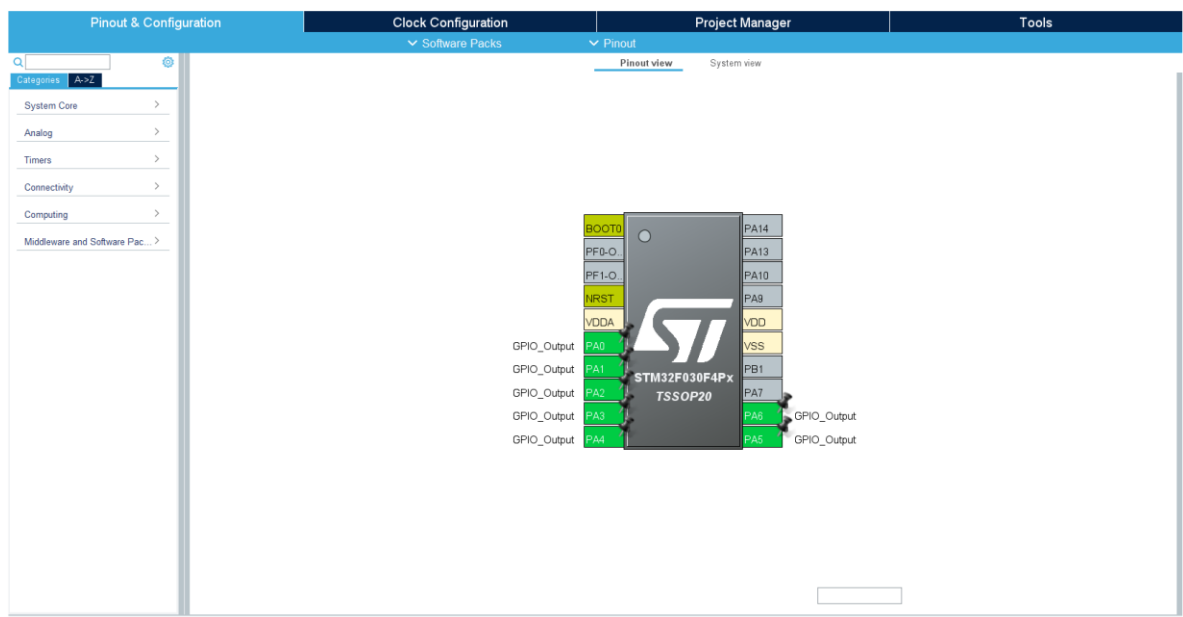 Pinout & Configuration
Clock Configuration
Project Manager
Tools
Software Packs
Pinout
Pinout view
System view
Categories
A->Z
System Core
Analog
Timers
Connectivity
Computing
Middleware and Software Pac...
BOOT0
PF0-O..
PF1-O..
NRST
VDDA
GPIO_Output PA0
GPIO_Output PA1
GPIO_Output PA2
GPIO_Output PA3
GPIO_Output PA4
ST
STM32F030F4Px
TSSOP20
PA14
PA13
PA10
PA9
VDD
VSS
PB1
PA7
PA6 GPIO_Output
PA5 GPIO_Output